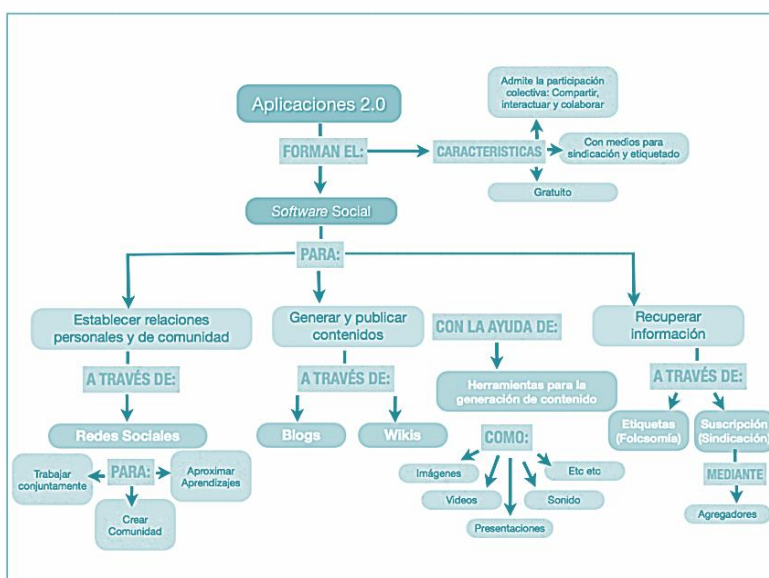 Aplicaciones 2.0
FORMAN EL:
CARACTERISTICAS
Admite la participación
colectiva: Compartir,
interactuar y colaborar
Con medios para
sindicación y etiquetado
Gratuito
Software Social
PARA:
Establecer relaciones
personales y de comunidad
A TRAVÉS DE:
Redes Sociales
PARA:
Trabajar
conjuntamente
Aproximar
Aprendizajes
Crear
Comunidad
Generar y publicar
contenidos
A TRAVÉS DE:
Blogs
Wikis
CON LA AYUDA DE:
Herramientas para la
generación de contenido
COMO:
Imágenes
Videos
Presentaciones
Sonido
Etc etc
Recuperar
información
A TRAVÉS DE:
Etiquetas
(Folcsomía)
Suscripción
(Sindicación)
MEDIANTE
Agregadores